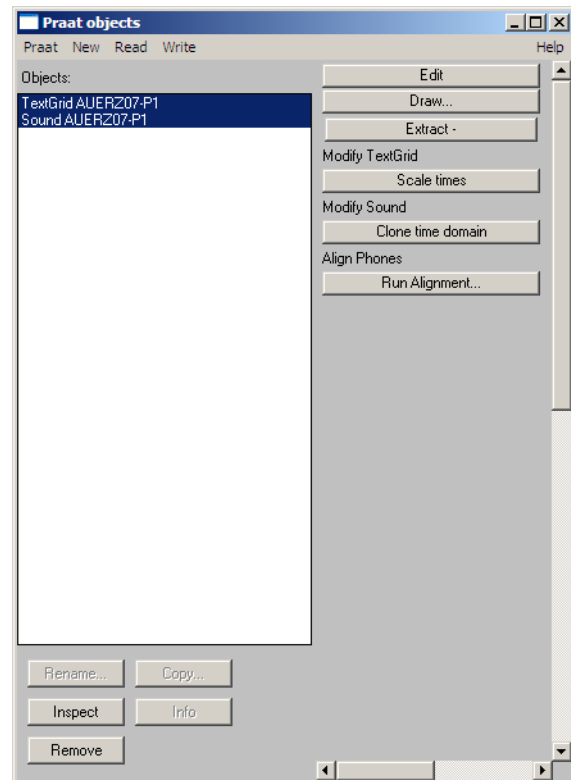 Praat objects
Praat New Read Write Help
Objects:
TextGrid AUERZ07-P1
Sound AUERZ07-P1
Edit
Draw...
Extract -
Modify TextGrid
Scale times
Modify Sound
Clone time domain
Align Phones
Run Alignment...
Rename... Copy...
Inspect Info
Remove